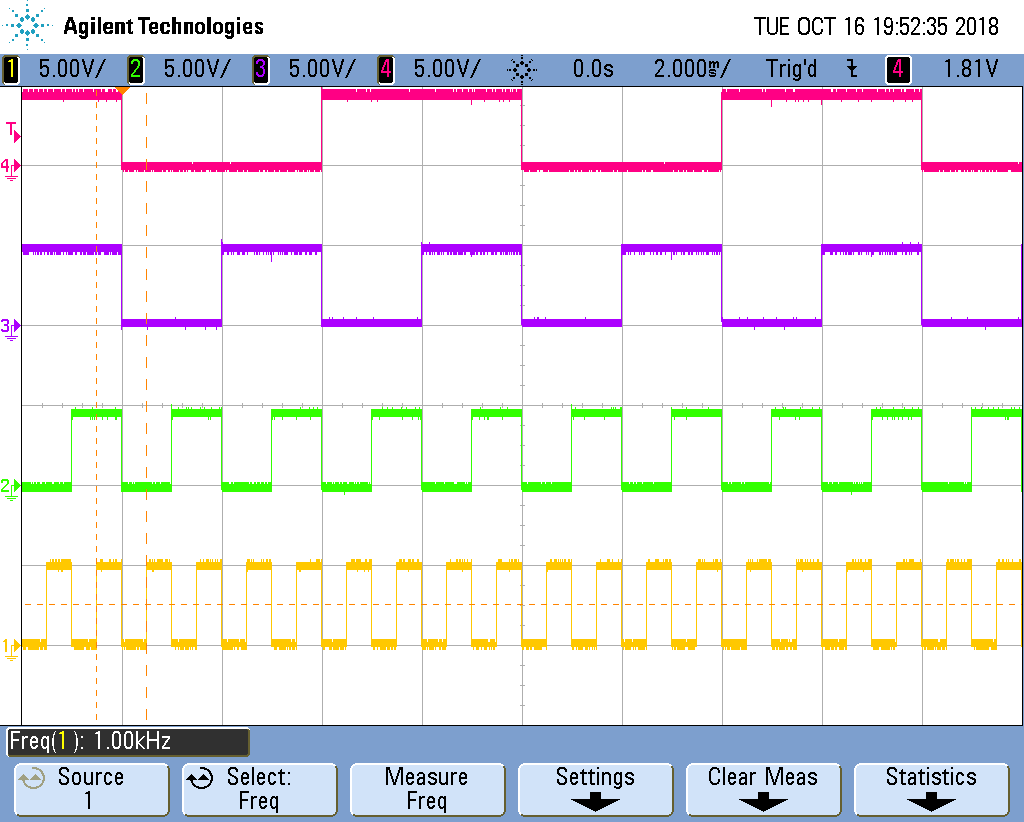 Agilent Technologies TUE OCT 16 19:52:35 2018
1 5.00V/ 2 5.00V/ 3 5.00V/ 4 5.00V/ 0.0s 2.000ms/ Trig'd 4 1.81V
T
4
3
2
1
Freq(1): 1.00kHz
Source
1
Select:
Freq
Measure
Freq
Settings
Clear Meas
Statistics